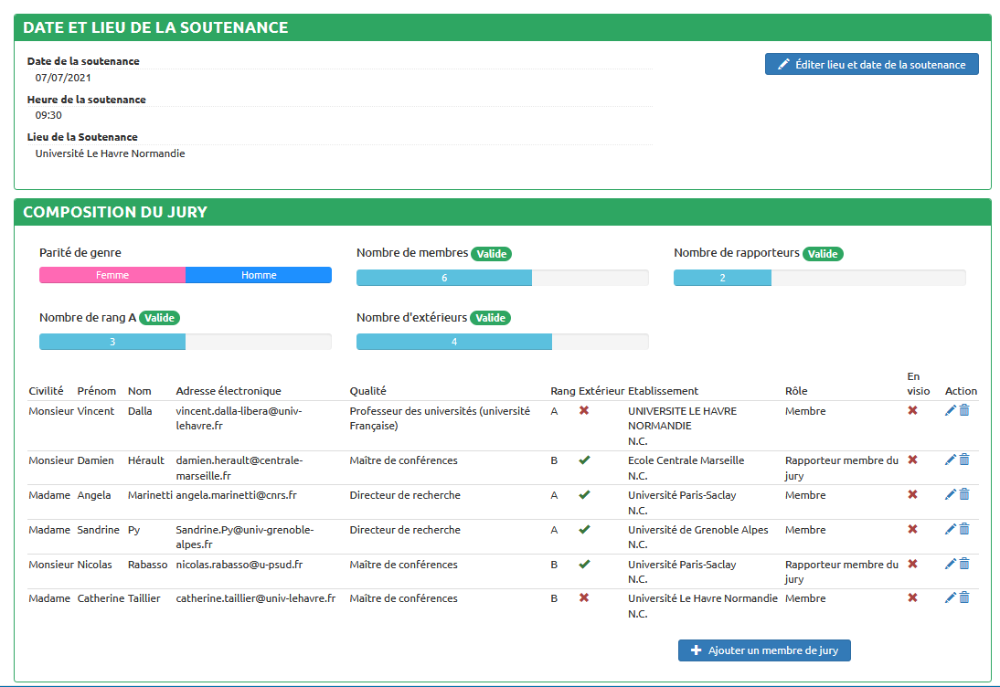 DATE ET LIEU DE LA SOUTENANCE
Date de la soutenance
Éditer lieu et date de la soutenance
07/07/2021
Heure de la soutenance
09:30
Lieu de la Soutenance
Université Le Havre Normandie
COMPOSITION DU JURY
Parité de genre
Femme Homme
Nombre de membres Valide
6
Nombre de rapporteurs Valide
2
Nombre de rang A Valide
3
Nombre d'extérieurs Valide
4
Civilité Prénom Nom Adresse électronique Qualité Rang Extérieur Etablissement Rôle En visio Action
Monsieur Vincent Dalla vincent.dalla-libera@univ- Professeur des universités (université A UNIVERSITE LE HAVRE Membre
lehavre.fr Française) NORMANDIE
N.C.
Monsieur Damien Hérault damien.herault@centrale- Maître de conférences B Ecole Centrale Marseille Rapporteur membre du
marseille.fr N.C. jury
Madame Angela Marinetti angela.marinetti@cnrs.fr Directeur de recherche A Université Paris-Saclay Membre
N.C.
Madame Sandrine Py Sandrine.Py@univ-grenoble- Directeur de recherche A Université de Grenoble Alpes Membre
alpes.fr N.C.
Monsieur Nicolas Rabasso nicolas.rabasso@u-psud.fr Maître de conférences B Université Paris-Saclay Rapporteur membre du
N.C. jury
Madame Catherine Taillier catherine.taillier@univ-lehavre.fr Maître de conférences B Université Le Havre Normandie Membre
N.C.
Ajouter un membre de jury